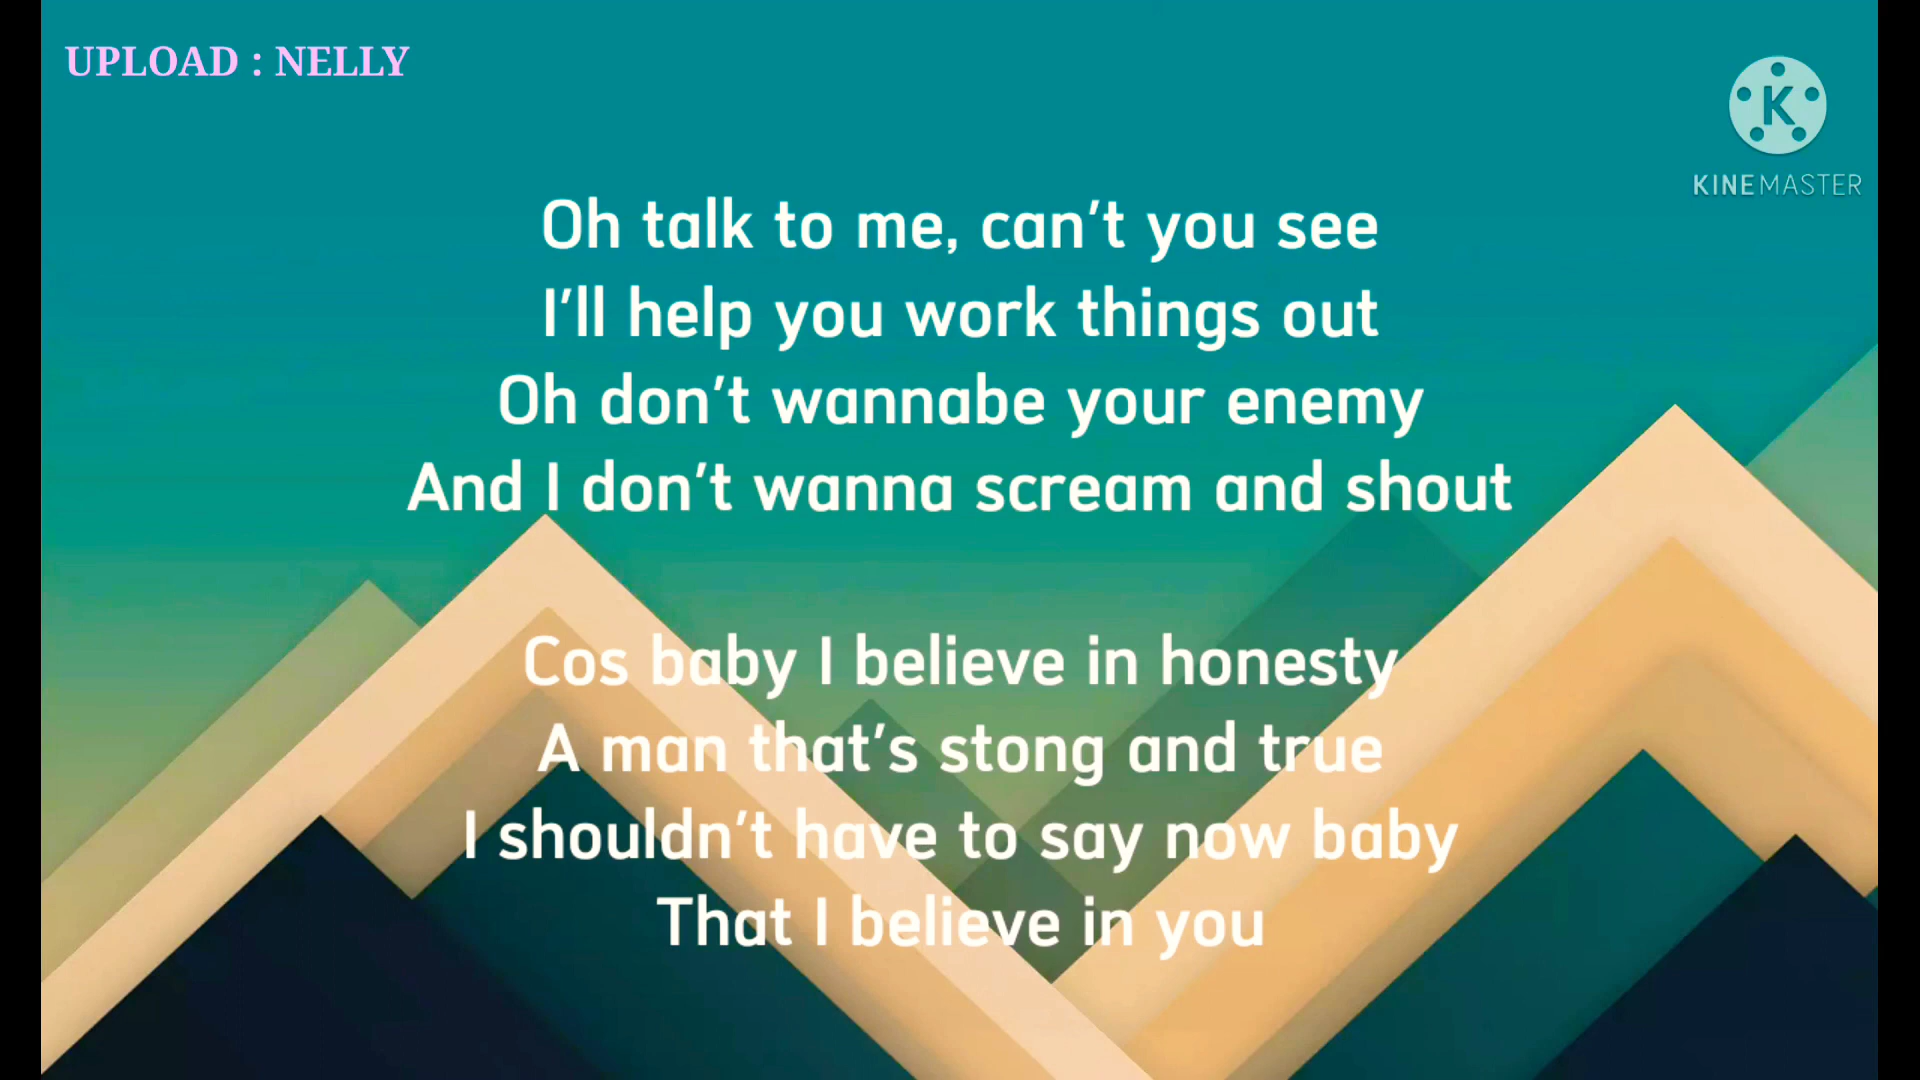 UPLOAD : NELLY
K
KINEMASTER
Oh talk to me, can't you see
I'll help you work things out
Oh don't wannabe your enemy
And I don't wanna scream and shout
Cos baby I believe in honesty
A man that's stong and true
I shouldn't have to say now baby
That I believe in you